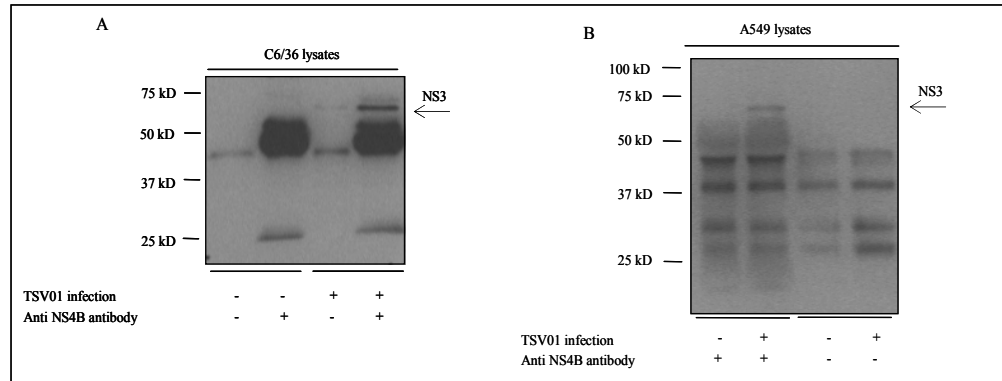 A
C6/36 lysates
75 kD
50 kD
37 kD
25 kD
NS3
TSV01 infection - - + +
Anti NS4B antibody - + - +
B
A549 lysates
100 kD
75 kD
50 kD
37 kD
25 kD
NS3
TSV01 infection - + - +
Anti NS4B antibody + + - -